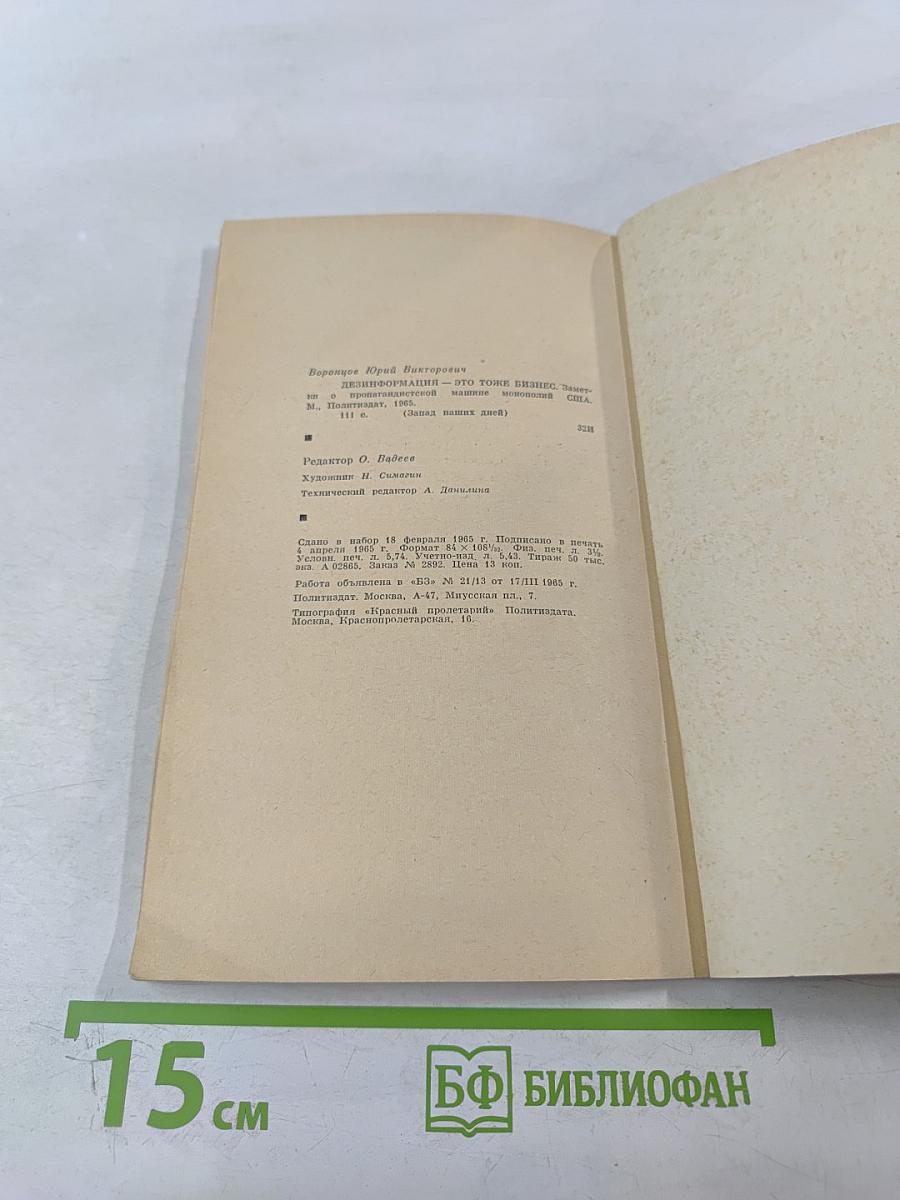 Воронцов Юрий Викторович
ДЕЗИНФОРМАЦИЯ — ЭТО ТОЖЕ БИЗНЕС. Замет-
ки о пропагандистской машине монополий США.
М., Политиздат, 1965.
111 с. (Запад наших дней)
32И
Редактор О. Вадеев
Художник Н. Симагин
Технический редактор А. Данилина
Сдано в набор 18 февраля 1965 г. Подписано в печать
4 апреля 1965 г. Формат 84 × 108¹/₃₂. Физ. печ. л. 3½.
Условн. печ. л. 5,74. Учетно-изд. л. 5,43. Тираж 50 тыс.
экз. А 02865. Заказ № 2892. Цена 13 коп.
Работа объявлена в «БЗ» № 21/13 от 17/III 1965 г.
Политиздат. Москва, А-47, Миусская пл., 7.
Типография «Красный пролетарий» Политиздата.
Москва, Краснопролетарская, 16.
15 см
БФ БИБЛИОФАН